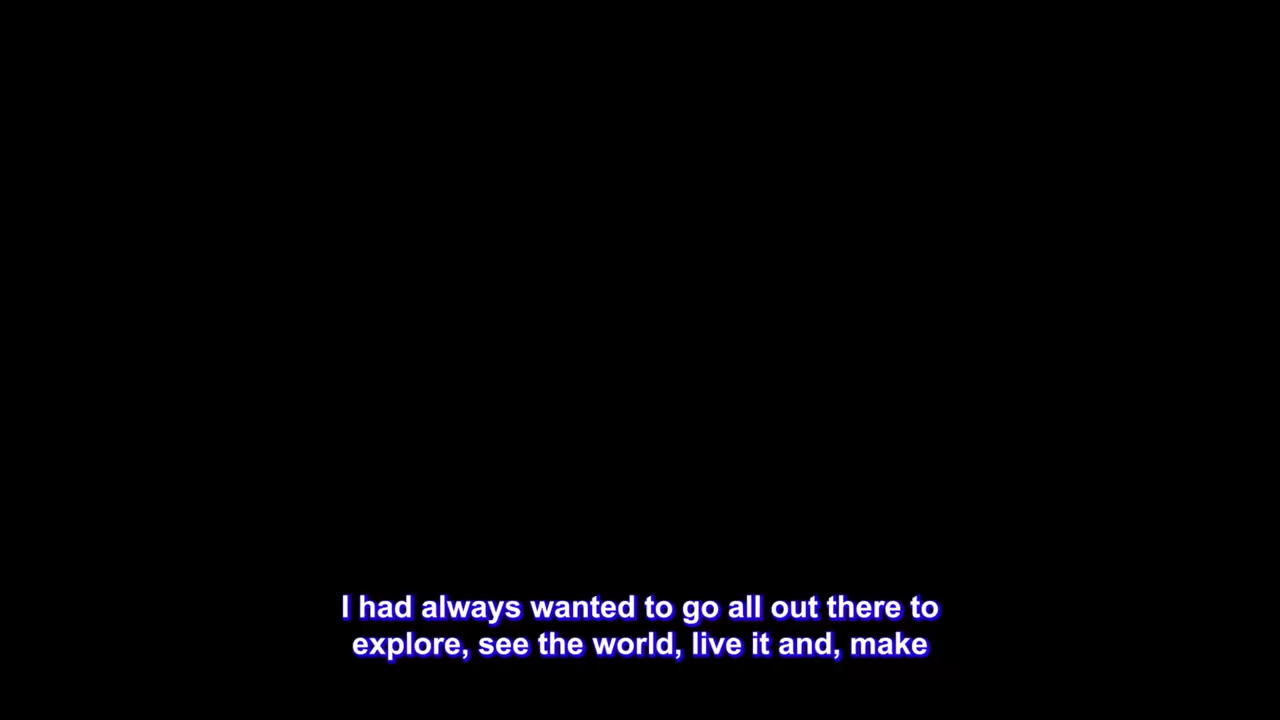 I had always wanted to go all out there to
explore, see the world, live it and, make